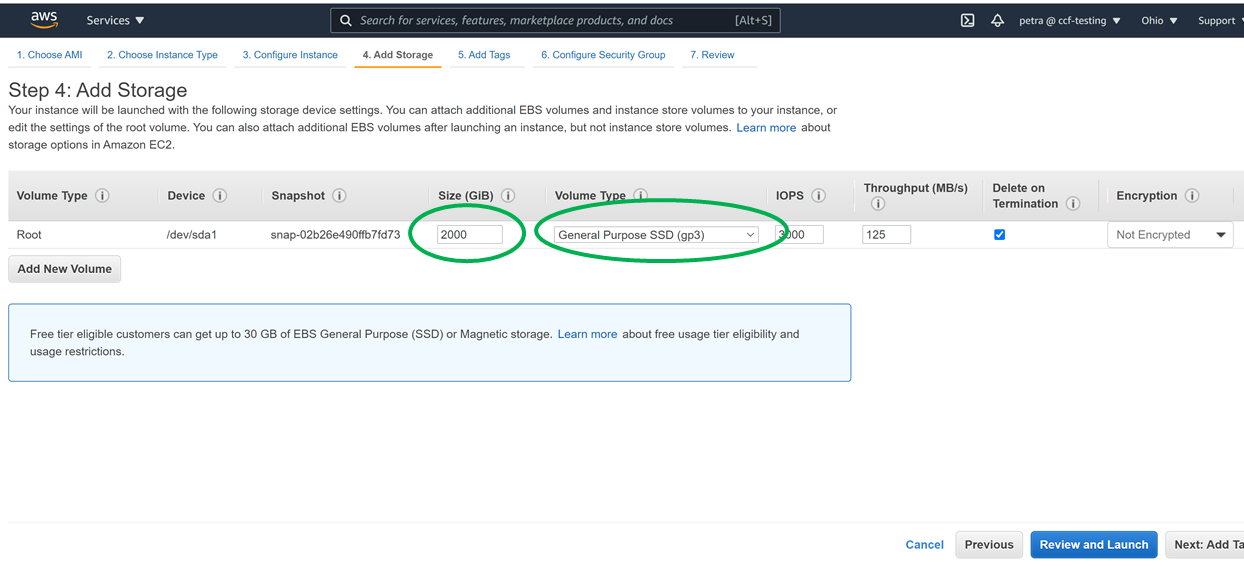 aws Services Search for services, features, marketplace products, and docs [Alt+S] petra @ ccf-testing Ohio Support
1. Choose AMI 2. Choose Instance Type 3. Configure Instance 4. Add Storage 5. Add Tags 6. Configure Security Group 7. Review
Step 4: Add Storage
Your instance will be launched with the following storage device settings. You can attach additional EBS volumes and instance store volumes to your instance, or
edit the settings of the root volume. You can also attach additional EBS volumes after launching an instance, but not instance store volumes. Learn more about
storage options in Amazon EC2.
Volume Type Device Snapshot Size (GiB) Volume Type IOPS Throughput (MB/s) Delete on Termination Encryption
Root /dev/sda1 snap-02b26e490ffb7fd73 2000 General Purpose SSD (gp3) 3000 125 Not Encrypted
Add New Volume
Free tier eligible customers can get up to 30 GB of EBS General Purpose (SSD) or Magnetic storage. Learn more about free usage tier eligibility and
usage restrictions.
Cancel Previous Review and Launch Next: Add Ta